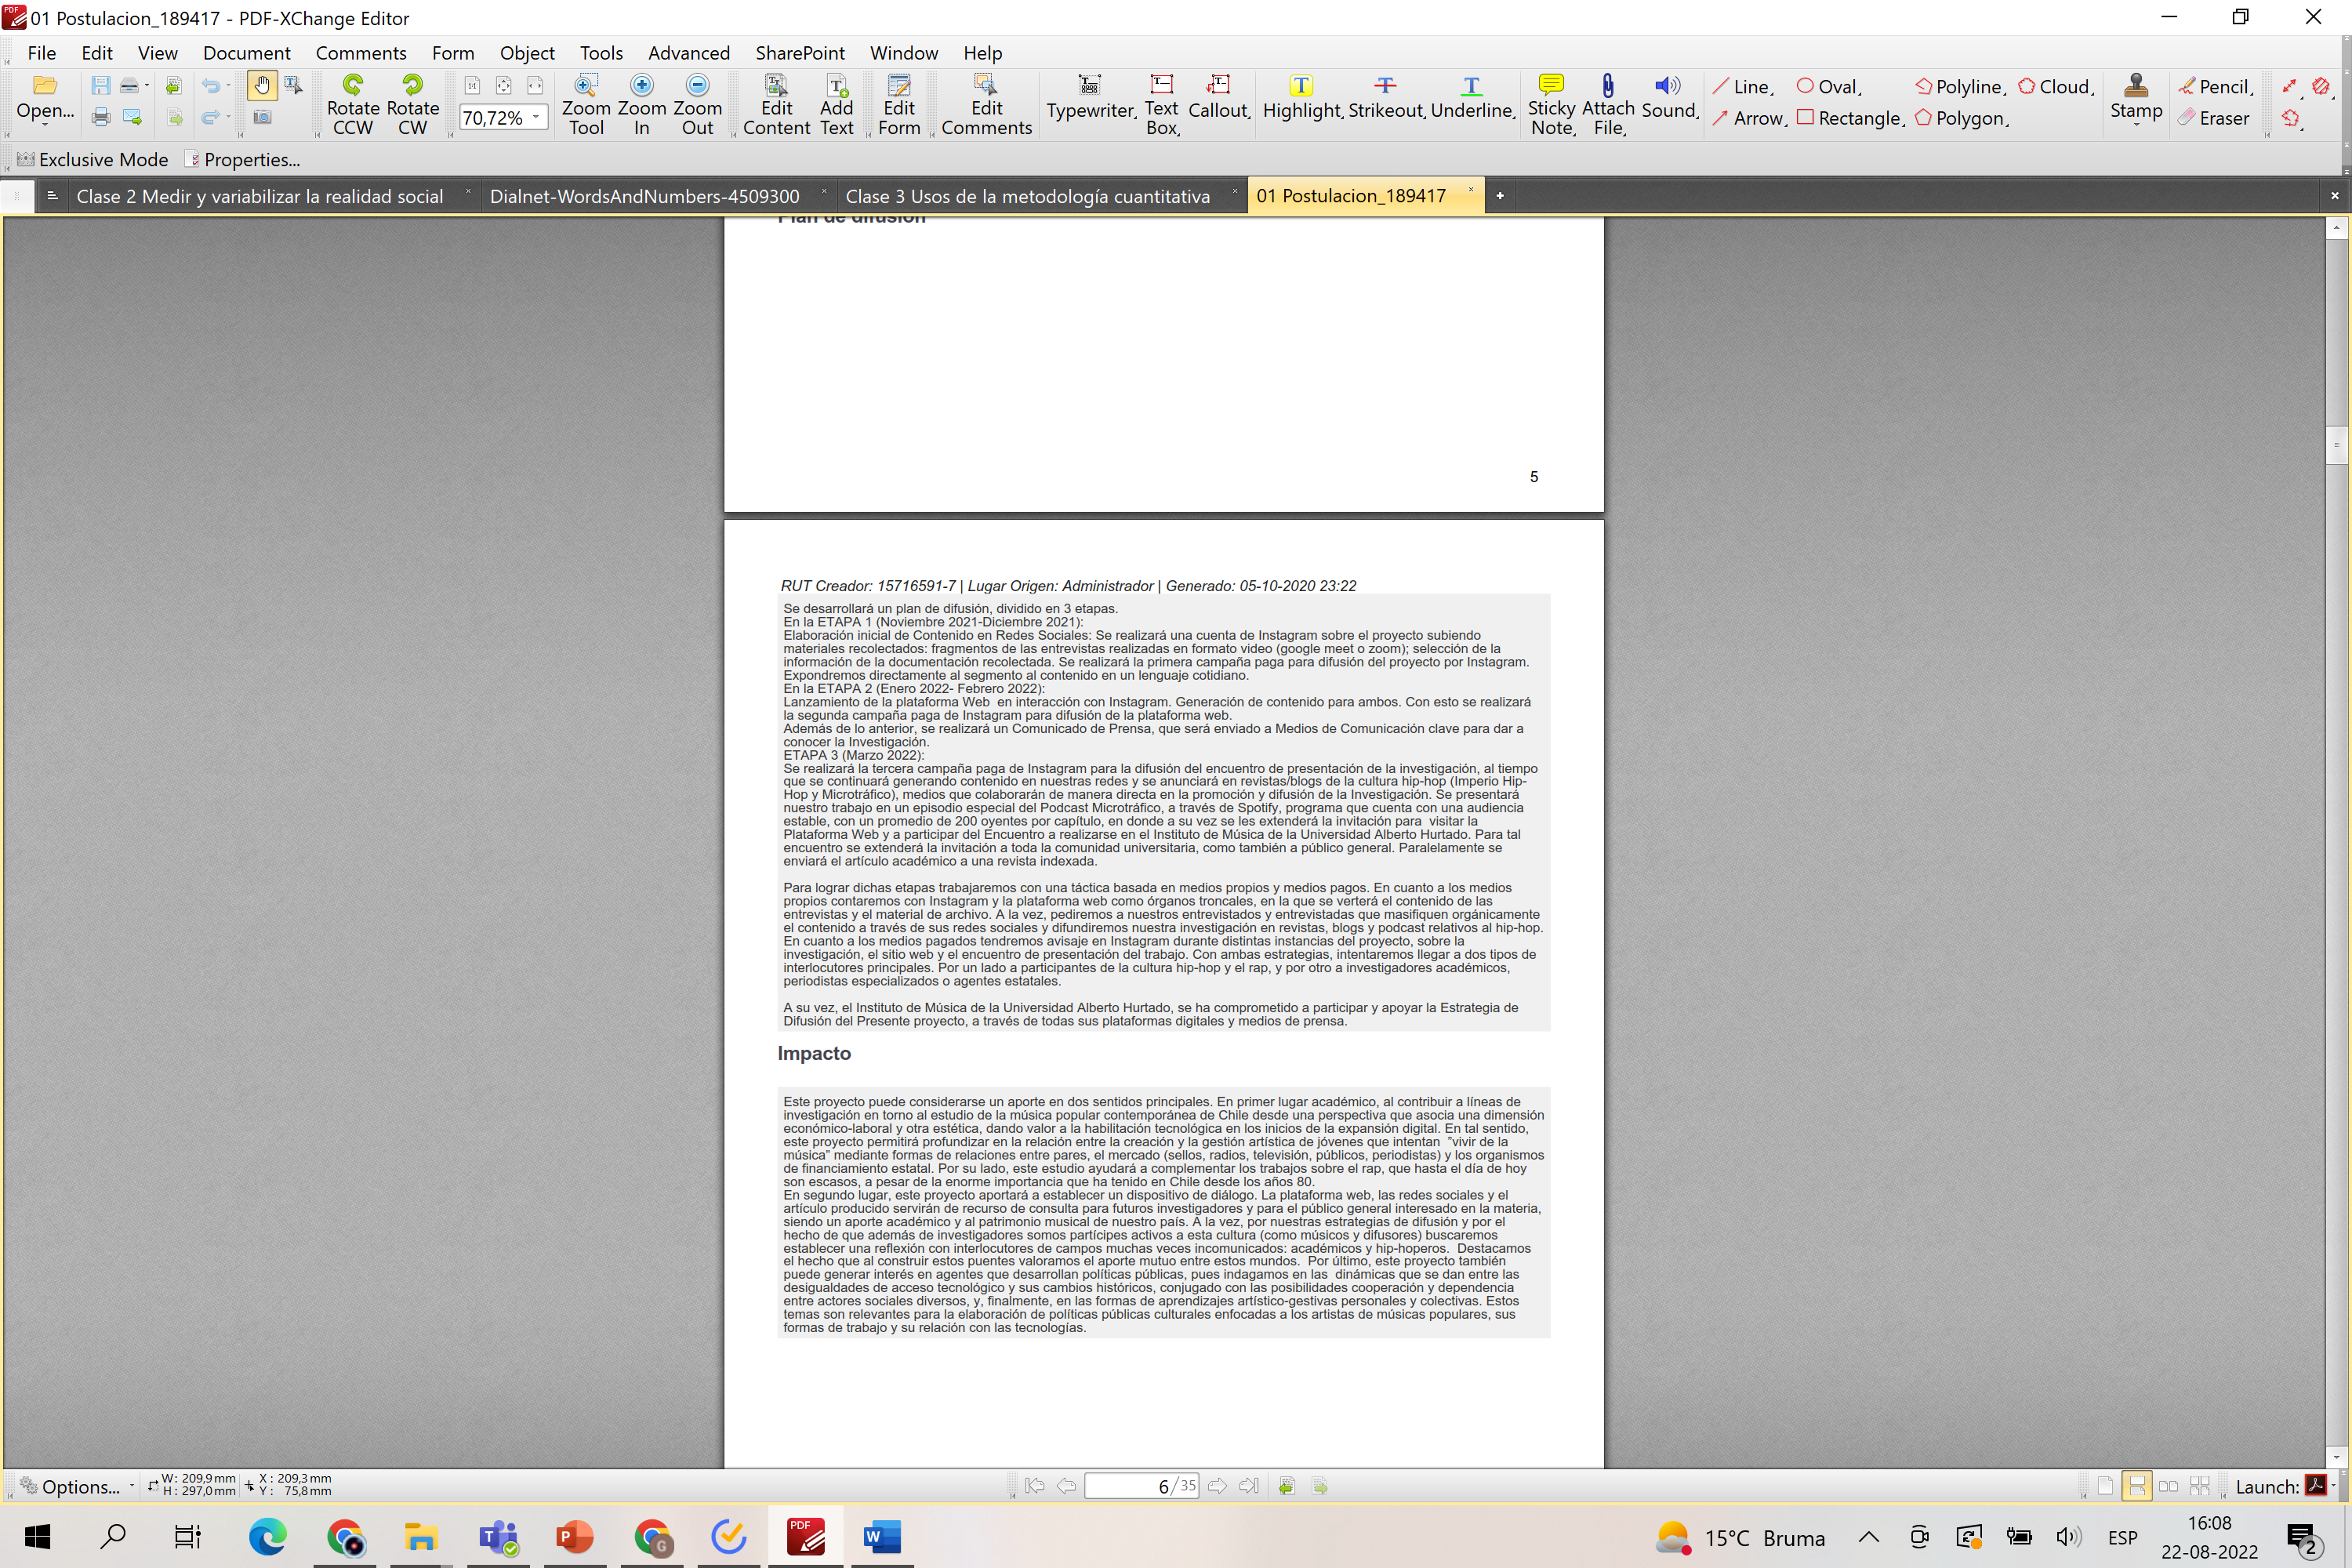 01 Postulacion_189417 - PDF-XChange Editor
File Edit View Document Comments Form Object Tools Advanced SharePoint Window Help
Open... 70,72% Rotate CCW Rotate CW Zoom Tool Zoom In Zoom Out Edit Content Add Text Edit Form Edit Comments Typewriter Text Box Callout Highlight Strikeout Underline Sticky Note Attach File Sound Line Arrow Oval Rectangle Polyline Polygon Cloud Stamp Pencil Eraser
Exclusive Mode Properties...
Clase 2 Medir y variabilizar la realidad social Dialnet-WordsAndNumbers-4509300 Clase 3 Usos de la metodología cuantitativa 01 Postulacion_189417
Plan de difusión
5
RUT Creador: 15716591-7 | Lugar Origen: Administrador | Generado: 05-10-2020 23:22
Se desarrollará un plan de difusión, dividido en 3 etapas.
En la ETAPA 1 (Noviembre 2021-Diciembre 2021):
Elaboración inicial de Contenido en Redes Sociales: Se realizará una cuenta de Instagram sobre el proyecto subiendo
materiales recolectados: fragmentos de las entrevistas realizadas en formato video (google meet o zoom); selección de la
información de la documentación recolectada. Se realizará la primera campaña paga para difusión del proyecto por Instagram.
Expondremos directamente al segmento al contenido en un lenguaje cotidiano.
En la ETAPA 2 (Enero 2022- Febrero 2022):
Lanzamiento de la plataforma Web en interacción con Instagram. Generación de contenido para ambos. Con esto se realizará
la segunda campaña paga de Instagram para difusión de la plataforma web.
Además de lo anterior, se realizará un Comunicado de Prensa, que será enviado a Medios de Comunicación clave para dar a
conocer la Investigación.
ETAPA 3 (Marzo 2022):
Se realizará la tercera campaña paga de Instagram para la difusión del encuentro de presentación de la investigación, al tiempo
que se continuará generando contenido en nuestras redes y se anunciará en revistas/blogs de la cultura hip-hop (Imperio Hip-
Hop y Microtráfico), medios que colaborarán de manera directa en la promoción y difusión de la Investigación. Se presentará
nuestro trabajo en un episodio especial del Podcast Microtráfico, a través de Spotify, programa que cuenta con una audiencia
estable, con un promedio de 200 oyentes por capítulo, en donde a su vez se les extenderá la invitación para visitar la
Plataforma Web y a participar del Encuentro a realizarse en el Instituto de Música de la Universidad Alberto Hurtado. Para tal
encuentro se extenderá la invitación a toda la comunidad universitaria, como también a público general. Paralelamente se
enviará el artículo académico a una revista indexada.
Para lograr dichas etapas trabajaremos con una táctica basada en medios propios y medios pagos. En cuanto a los medios
propios contaremos con Instagram y la plataforma web como órganos troncales, en la que se verterá el contenido de las
entrevistas y el material de archivo. A la vez, pediremos a nuestros entrevistados y entrevistadas que masifiquen orgánicamente
el contenido a través de sus redes sociales y difundiremos nuestra investigación en revistas, blogs y podcast relativos al hip-hop.
En cuanto a los medios pagados tendremos avisaje en Instagram durante distintas instancias del proyecto, sobre la
investigación, el sitio web y el encuentro de presentación del trabajo. Con ambas estrategias, intentaremos llegar a dos tipos de
interlocutores principales. Por un lado a participantes de la cultura hip-hop y el rap, y por otro a investigadores académicos,
periodistas especializados o agentes estatales.
A su vez, el Instituto de Música de la Universidad Alberto Hurtado, se ha comprometido a participar y apoyar la Estrategia de
Difusión del Presente proyecto, a través de todas sus plataformas digitales y medios de prensa.
Impacto
Este proyecto puede considerarse un aporte en dos sentidos principales. En primer lugar académico, al contribuir a líneas de
investigación en torno al estudio de la música popular contemporánea de Chile desde una perspectiva que asocia una dimensión
económico-laboral y otra estética, dando valor a la habilitación tecnológica en los inicios de la expansión digital. En tal sentido,
este proyecto permitirá profundizar en la relación entre la creación y la gestión artística de jóvenes que intentan "vivir de la
música" mediante formas de relaciones entre pares, el mercado (sellos, radios, televisión, públicos, periodistas) y los organismos
de financiamiento estatal. Por su lado, este estudio ayudará a complementar los trabajos sobre el rap, que hasta el día de hoy
son escasos, a pesar de la enorme importancia que ha tenido en Chile desde los años 80.
En segundo lugar, este proyecto aportará a establecer un dispositivo de diálogo. La plataforma web, las redes sociales y el
artículo producido servirán de recurso de consulta para futuros investigadores y para el público general interesado en la materia,
siendo un aporte académico y al patrimonio musical de nuestro país. A la vez, por nuestras estrategias de difusión y por el
hecho de que además de investigadores somos partícipes activos a esta cultura (como músicos y difusores) buscaremos
establecer una reflexión con interlocutores de campos muchas veces incomunicados: académicos y hip-hoperos. Destacamos
el hecho que al construir estos puentes valoramos el aporte mutuo entre estos mundos. Por último, este proyecto también
puede generar interés en agentes que desarrollan políticas públicas, pues indagamos en las dinámicas que se dan entre las
desigualdades de acceso tecnológico y sus cambios históricos, conjugado con las posibilidades cooperación y dependencia
entre actores sociales diversos, y, finalmente, en las formas de aprendizajes artístico-gestivas personales y colectivas. Estos
temas son relevantes para la elaboración de políticas públicas culturales enfocadas a los artistas de músicas populares, sus
formas de trabajo y su relación con las tecnologías.
Options... W: 209,9 mm H: 297,0 mm X: 209,3 mm Y: 75,8 mm 6/35 Launch:
15°C Bruma ESP 16:08
22-08-2022 2